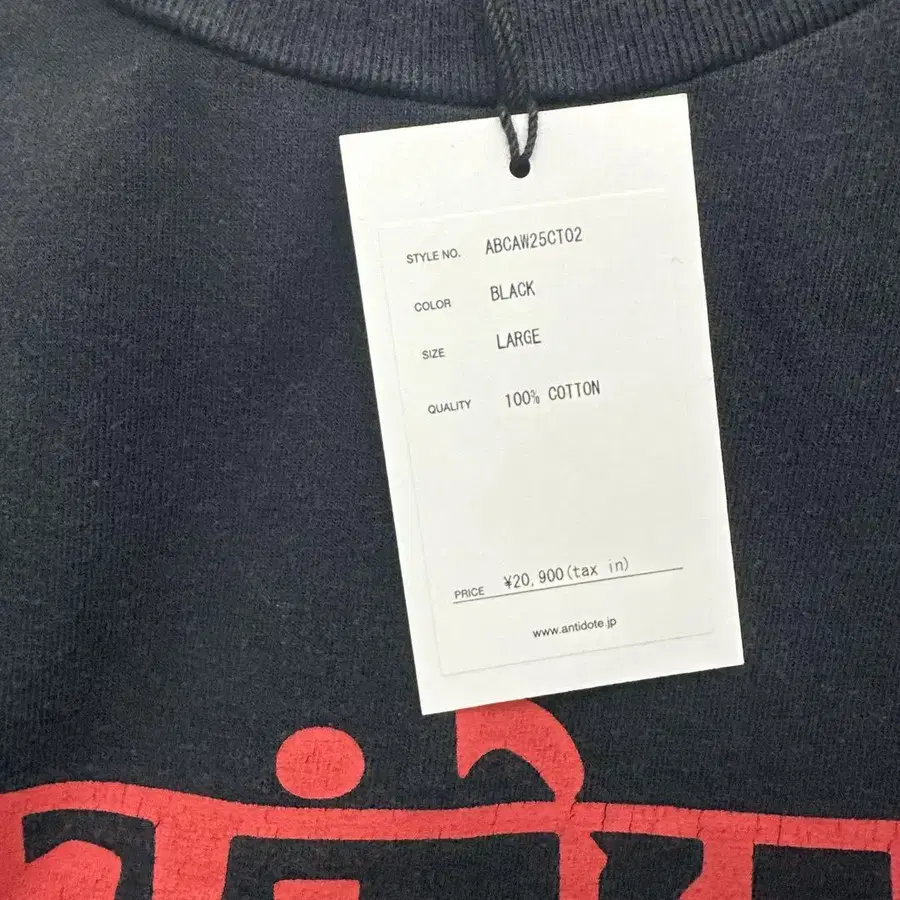 STYLE NO. ABCAW25CT02
COLOR BLACK
SIZE LARGE
QUALITY 100% COTTON
PRICE ¥20,900(tax in)
www.antidote.jp